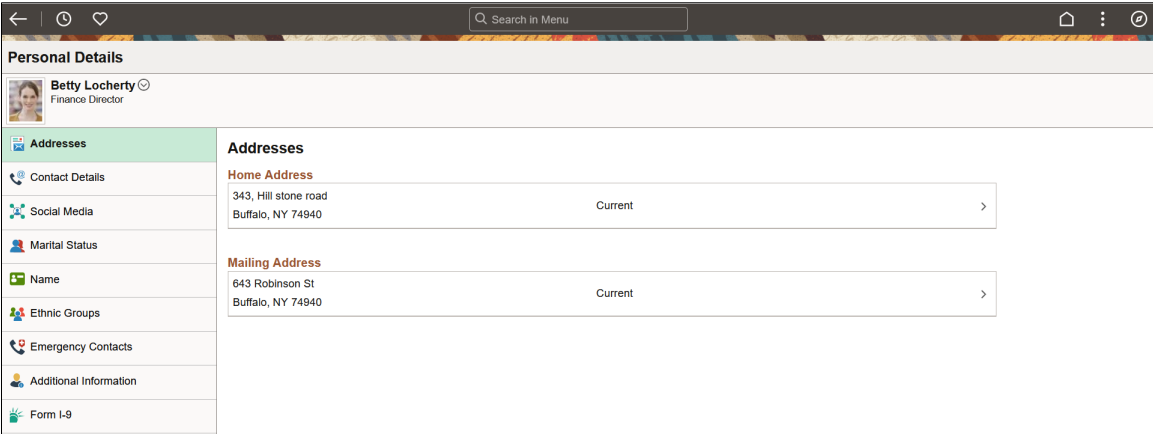 Search in Menu
Personal Details
Betty Locherty
Finance Director
Addresses
Contact Details
Social Media
Marital Status
Name
Ethnic Groups
Emergency Contacts
Additional Information
Form I-9
Addresses
Home Address
343, Hill stone road
Buffalo, NY 74940
Current
Mailing Address
643 Robinson St
Buffalo, NY 74940
Current